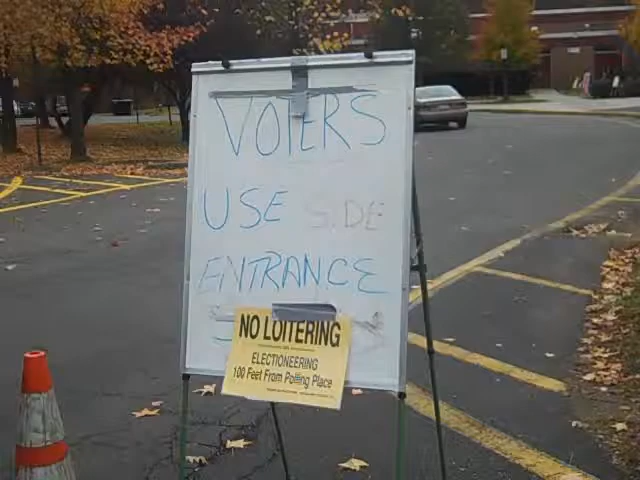 VOTERS
USE SIDE
ENTRANCE
NO LOITERING
ELECTIONEERING
100 Feet From Polling Place